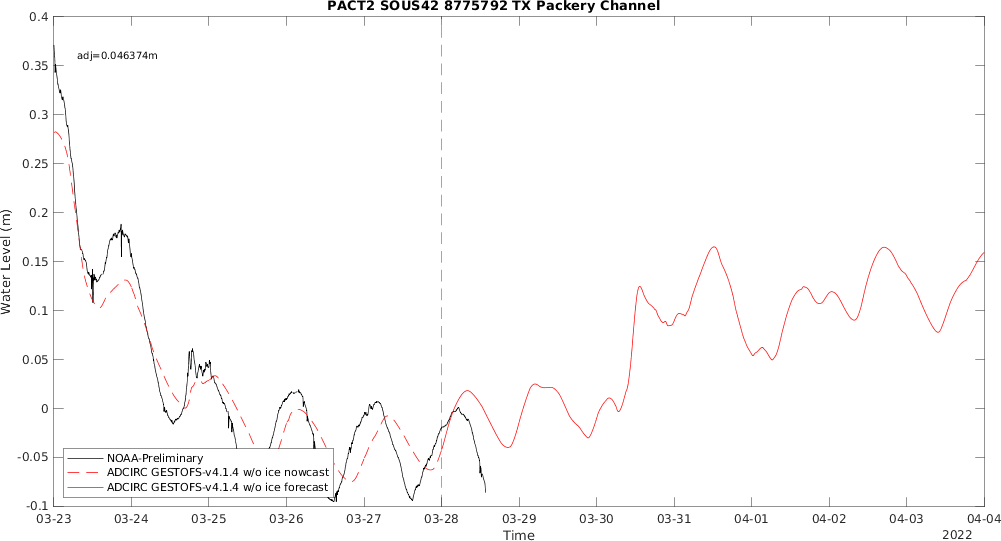 PACT2 SOUS42 8775792 TX Packery Channel
adj=0.046374m
0.4
0.35
0.3
0.25
0.2
0.15
0.1
0.05
0
-0.05
-0.1
Water Level (m)
NOAA-Preliminary
ADCIRC GESTOFS-v4.1.4 w/o ice nowcast
ADCIRC GESTOFS-v4.1.4 w/o ice forecast
03-23 03-24 03-25 03-26 03-27 03-28 03-29 03-30 03-31 04-01 04-02 04-03 04-04
Time
2022